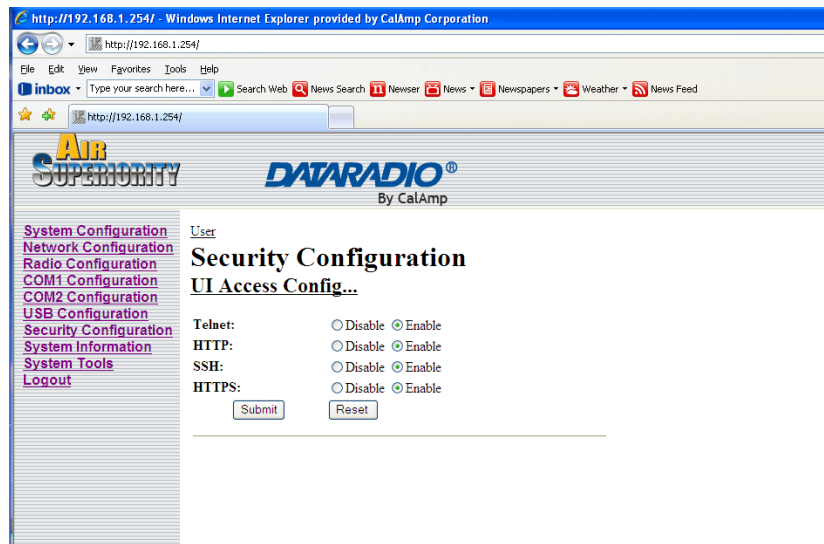 http://192.168.1.254/ - Windows Internet Explorer provided by CalAmp Corporation
http://192.168.1.254/
File Edit View Favorites Tools Help
inbox Type your search here... Search Web News Search Newser News Newspapers Weather News Feed
http://192.168.1.254/
AIR
SUPERIORITY
DATARADIO®
By CalAmp
System Configuration
Network Configuration
Radio Configuration
COM1 Configuration
COM2 Configuration
USB Configuration
Security Configuration
System Information
System Tools
Logout
User
Security Configuration
UI Access Config...
Telnet: Disable Enable
HTTP: Disable Enable
SSH: Disable Enable
HTTPS: Disable Enable
Submit Reset